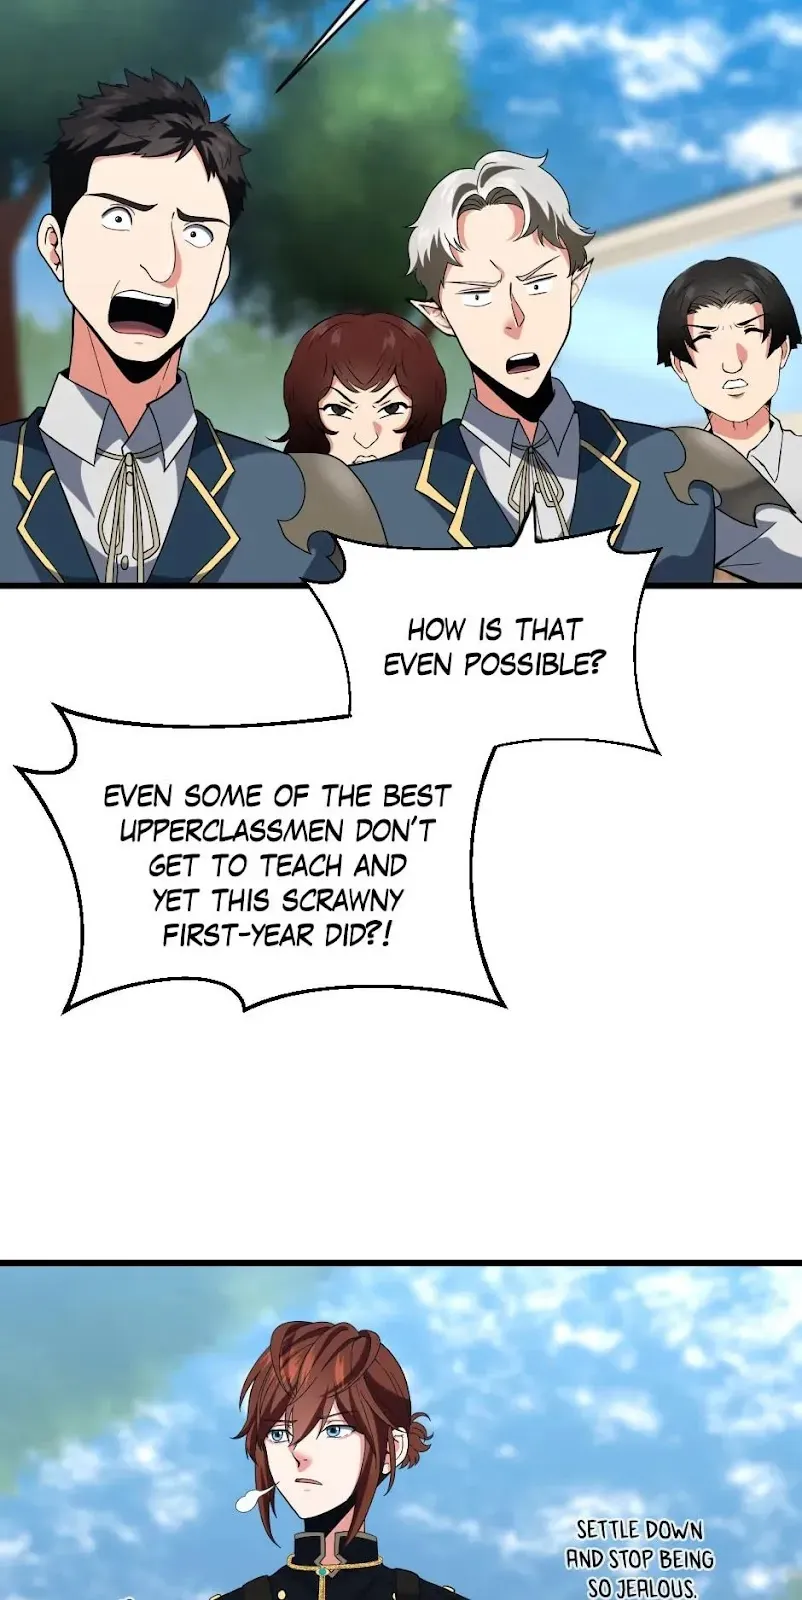 HOW IS THAT
EVEN POSSIBLE?
EVEN SOME OF THE BEST
UPPERCLASSMEN DON'T
GET TO TEACH AND
YET THIS SCRAWNY
FIRST-YEAR DID?!
SETTLE DOWN
AND STOP BEING
SO JEALOUS.